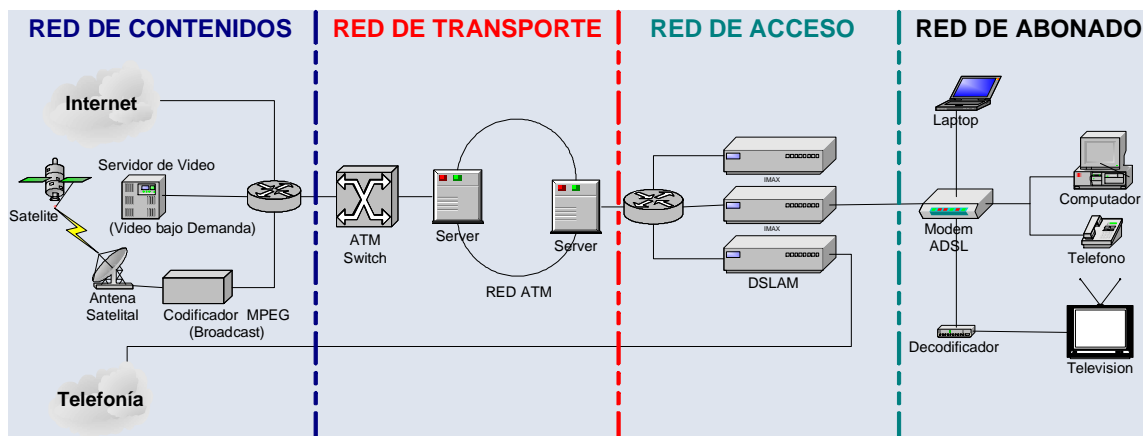 RED DE CONTENIDOS
RED DE TRANSPORTE
RED DE ACCESO
RED DE ABONADO
Internet
Servidor de Video
(Video bajo Demanda)
Satelite
Antena
Satelital
Codificador MPEG
(Broadcast)
Telefonía
ATM
Switch
Server
Server
RED ATM
IMAX
IMAX
DSLAM
Laptop
Modem
ADSL
Computador
Telefono
Decodificador
Television